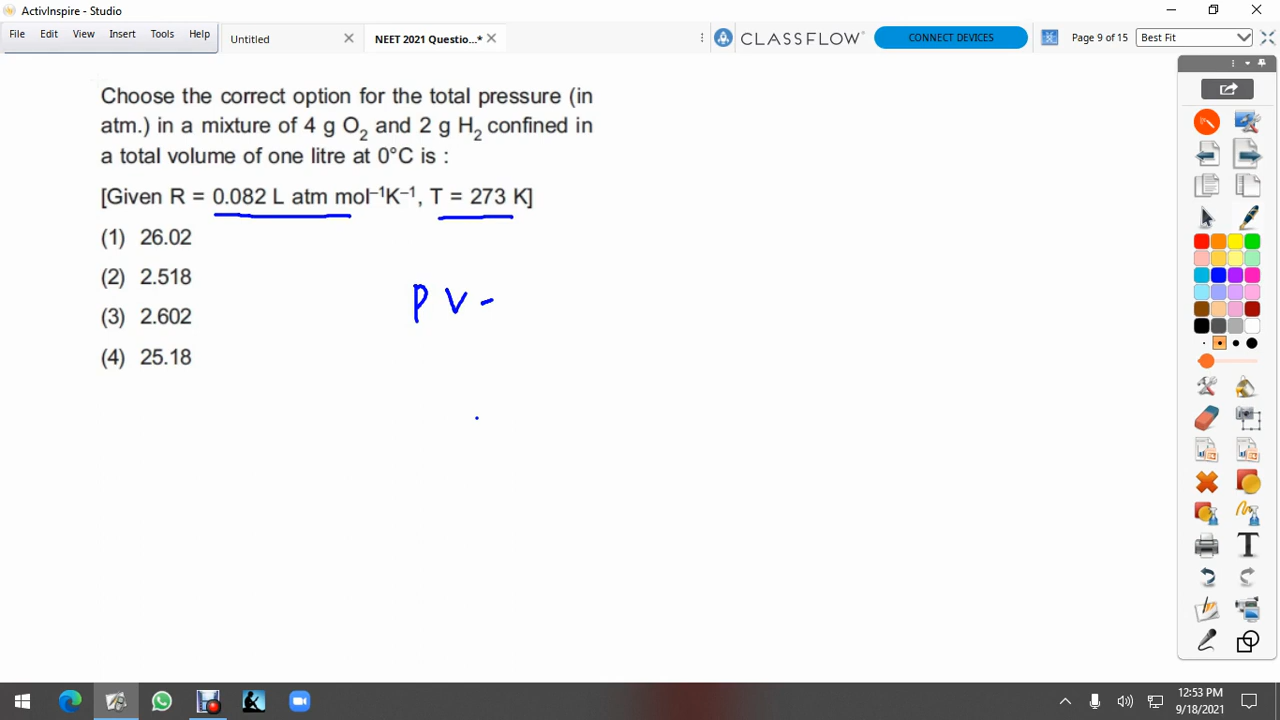 ActivInspire - Studio
File Edit View Insert Tools Help
Untitled
NEET 2021 Questio...*
CLASSFLOW
CONNECT DEVICES
Page 9 of 15
Best Fit
Choose the correct option for the total pressure (in
atm.) in a mixture of 4 g O₂ and 2 g H₂ confined in
a total volume of one litre at 0°C is :
[Given R = 0.082 L atm mol⁻¹K⁻¹, T = 273 K]
(1) 26.02
(2) 2.518
(3) 2.602
(4) 25.18
P V -
12:53 PM
9/18/2021